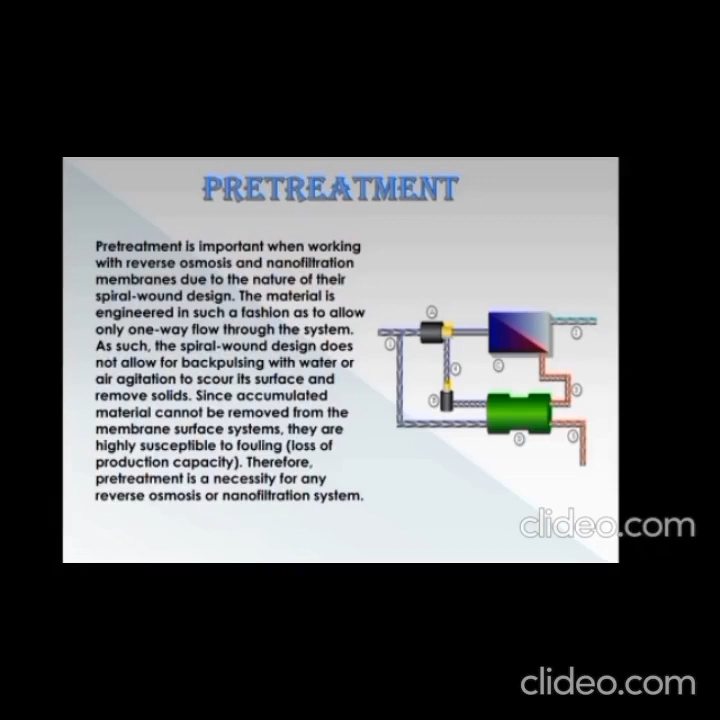 PRETREATMENT
Pretreatment is important when working
with reverse osmosis and nanofiltration
membranes due to the nature of their
spiral-wound design. The material is
engineered in such a fashion as to allow
only one-way flow through the system.
As such, the spiral-wound design does
not allow for backpulsing with water or
air agitation to scour its surface and
remove solids. Since accumulated
material cannot be removed from the
membrane surface systems, they are
highly susceptible to fouling (loss of
production capacity). Therefore,
pretreatment is a necessity for any
reverse osmosis or nanofiltration system.
A
C
clideo.com
clideo.com